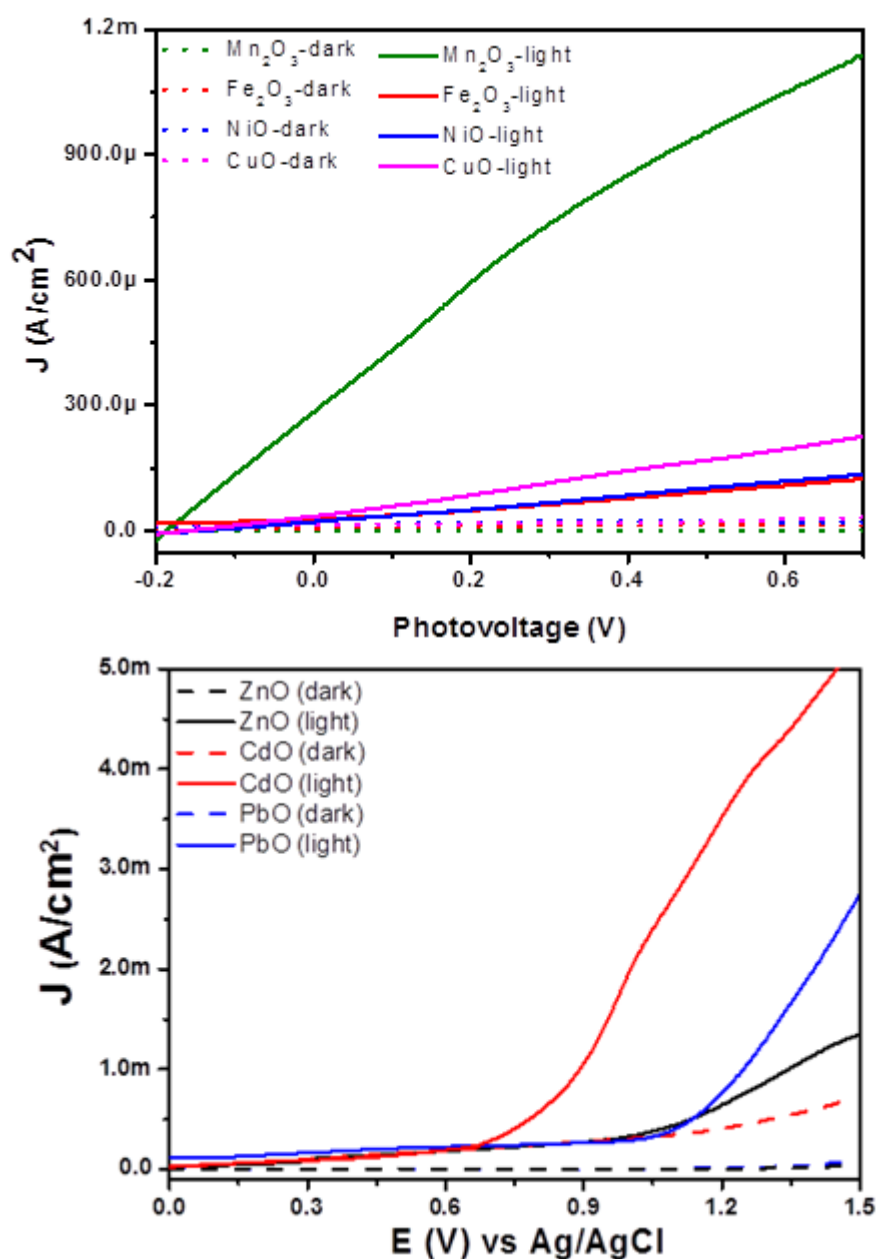 1.2m
Mn2O3-dark Mn2O3-light
Fe2O3-dark Fe2O3-light
NiO-dark NiO-light
CuO-dark CuO-light
900.0µ
600.0µ
300.0µ
0.0
J (A/cm2)
-0.2 0.0 0.2 0.4 0.6
Photovoltage (V)
5.0m
ZnO (dark)
ZnO (light)
CdO (dark)
CdO (light)
PbO (dark)
PbO (light)
4.0m
3.0m
2.0m
1.0m
0.0
J (A/cm2)
0.0 0.3 0.6 0.9 1.2 1.5
E (V) vs Ag/AgCl